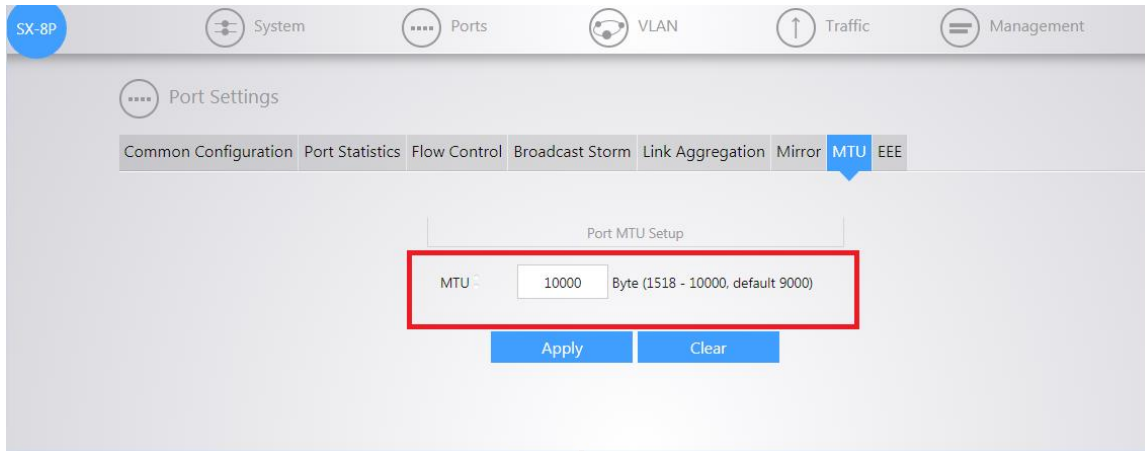 SX-8P System Ports VLAN Traffic Management
Port Settings
Common Configuration Port Statistics Flow Control Broadcast Storm Link Aggregation Mirror MTU EEE
Port MTU Setup
MTU : 10000 Byte (1518 - 10000, default 9000)
Apply Clear